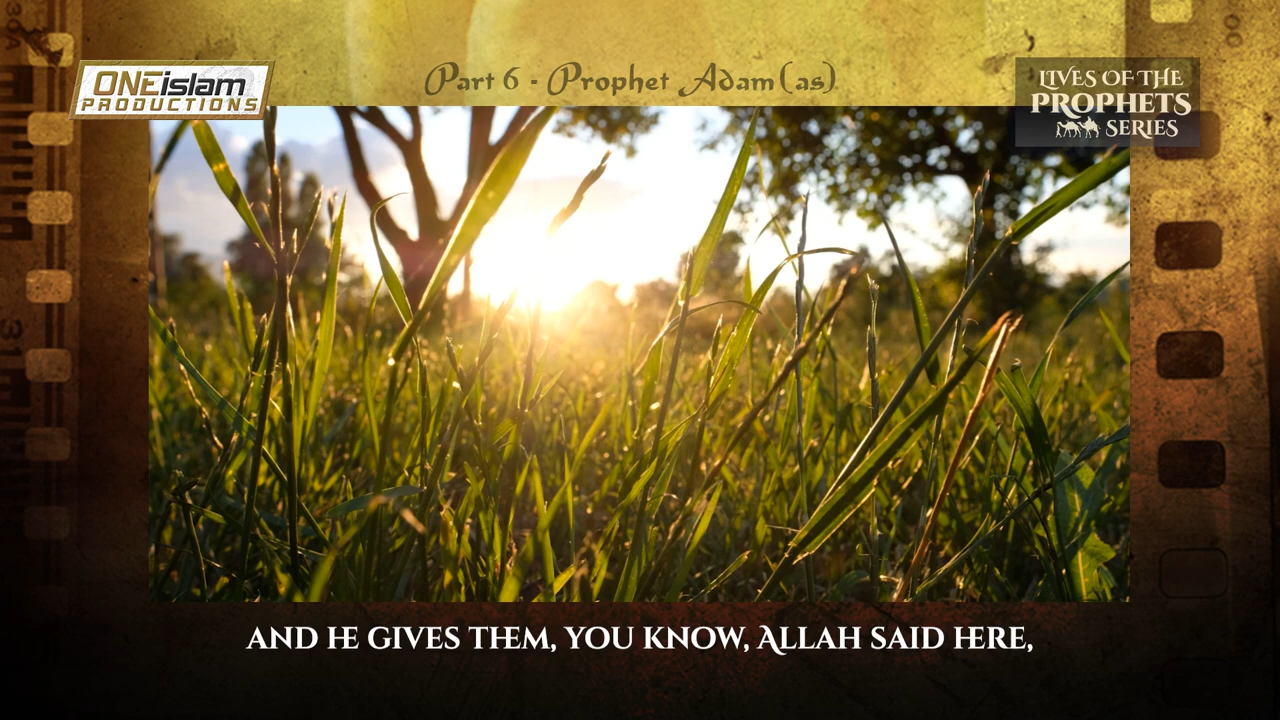 ONEislam
PRODUCTIONS
Part 6 - Prophet Adam (as)
LIVES OF THE
PROPHETS
SERIES
AND HE GIVES THEM, YOU KNOW, ALLAH SAID HERE,